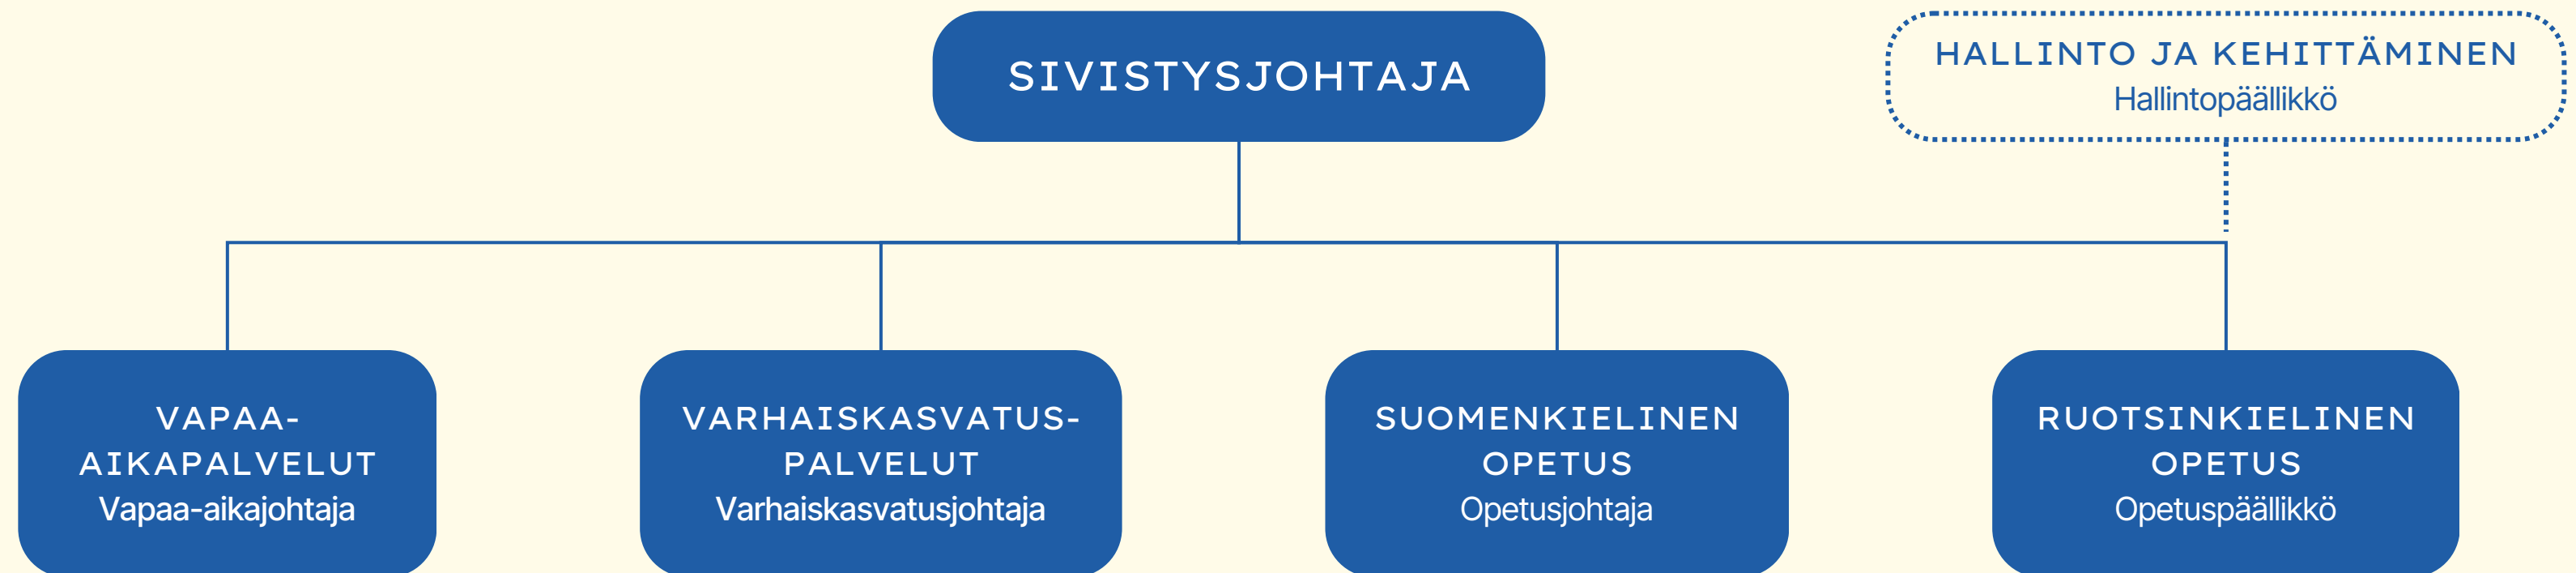 SIVISTYSJOHTAJA
HALLINTO JA KEHITTÄMINEN
Hallintopäällikkö
VAPAA-
AIKAPALVELUT
Vapaa-aikajohtaja
VARHAISKASVATUS-
PALVELUT
Varhaiskasvatusjohtaja
SUOMENKIELINEN
OPETUS
Opetusjohtaja
RUOTSINKIELINEN
OPETUS
Opetuspäällikkö